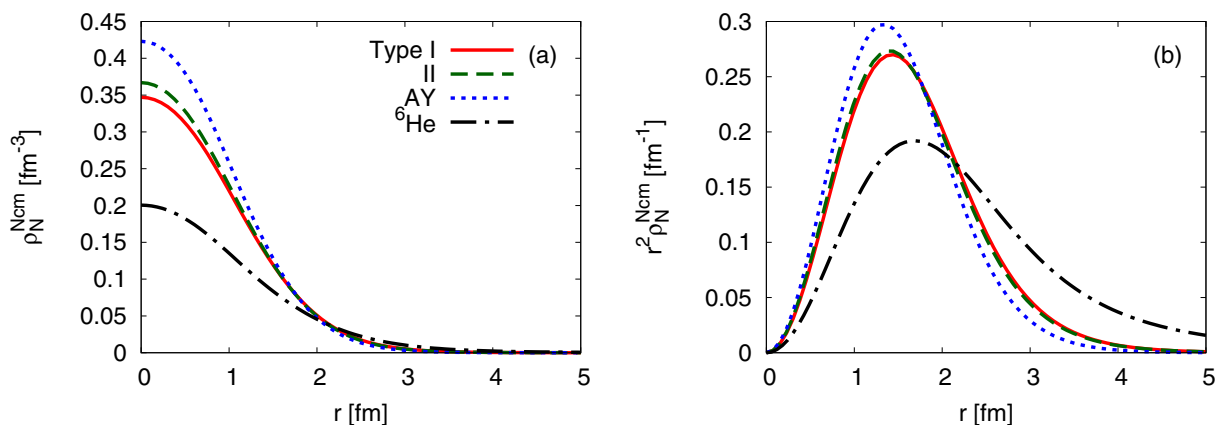 0.45
0.4
0.35
0.3
0.25
0.2
0.15
0.1
0.05
0
0 1 2 3 4 5
r [fm]
ρ_N^Ncm [fm^-3]
Type I
II
AY
^6He
(a)
0.3
0.25
0.2
0.15
0.1
0.05
0
0 1 2 3 4 5
r [fm]
r^2 ρ_N^Ncm [fm^-1]
(b)